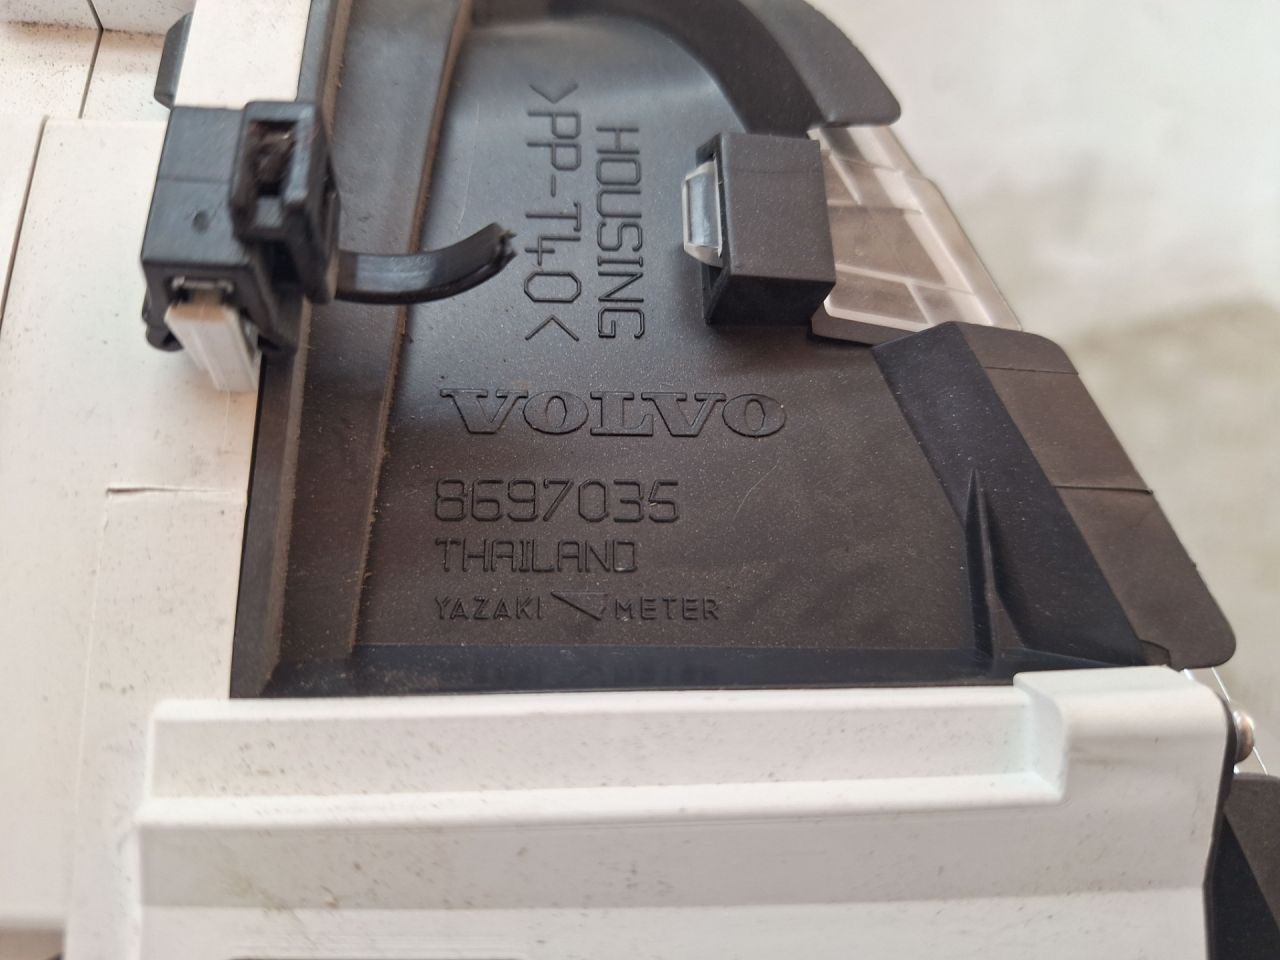 HOUSING
>PP-T40<
VOLVO
8697035
THAILAND
YAZAKI METER